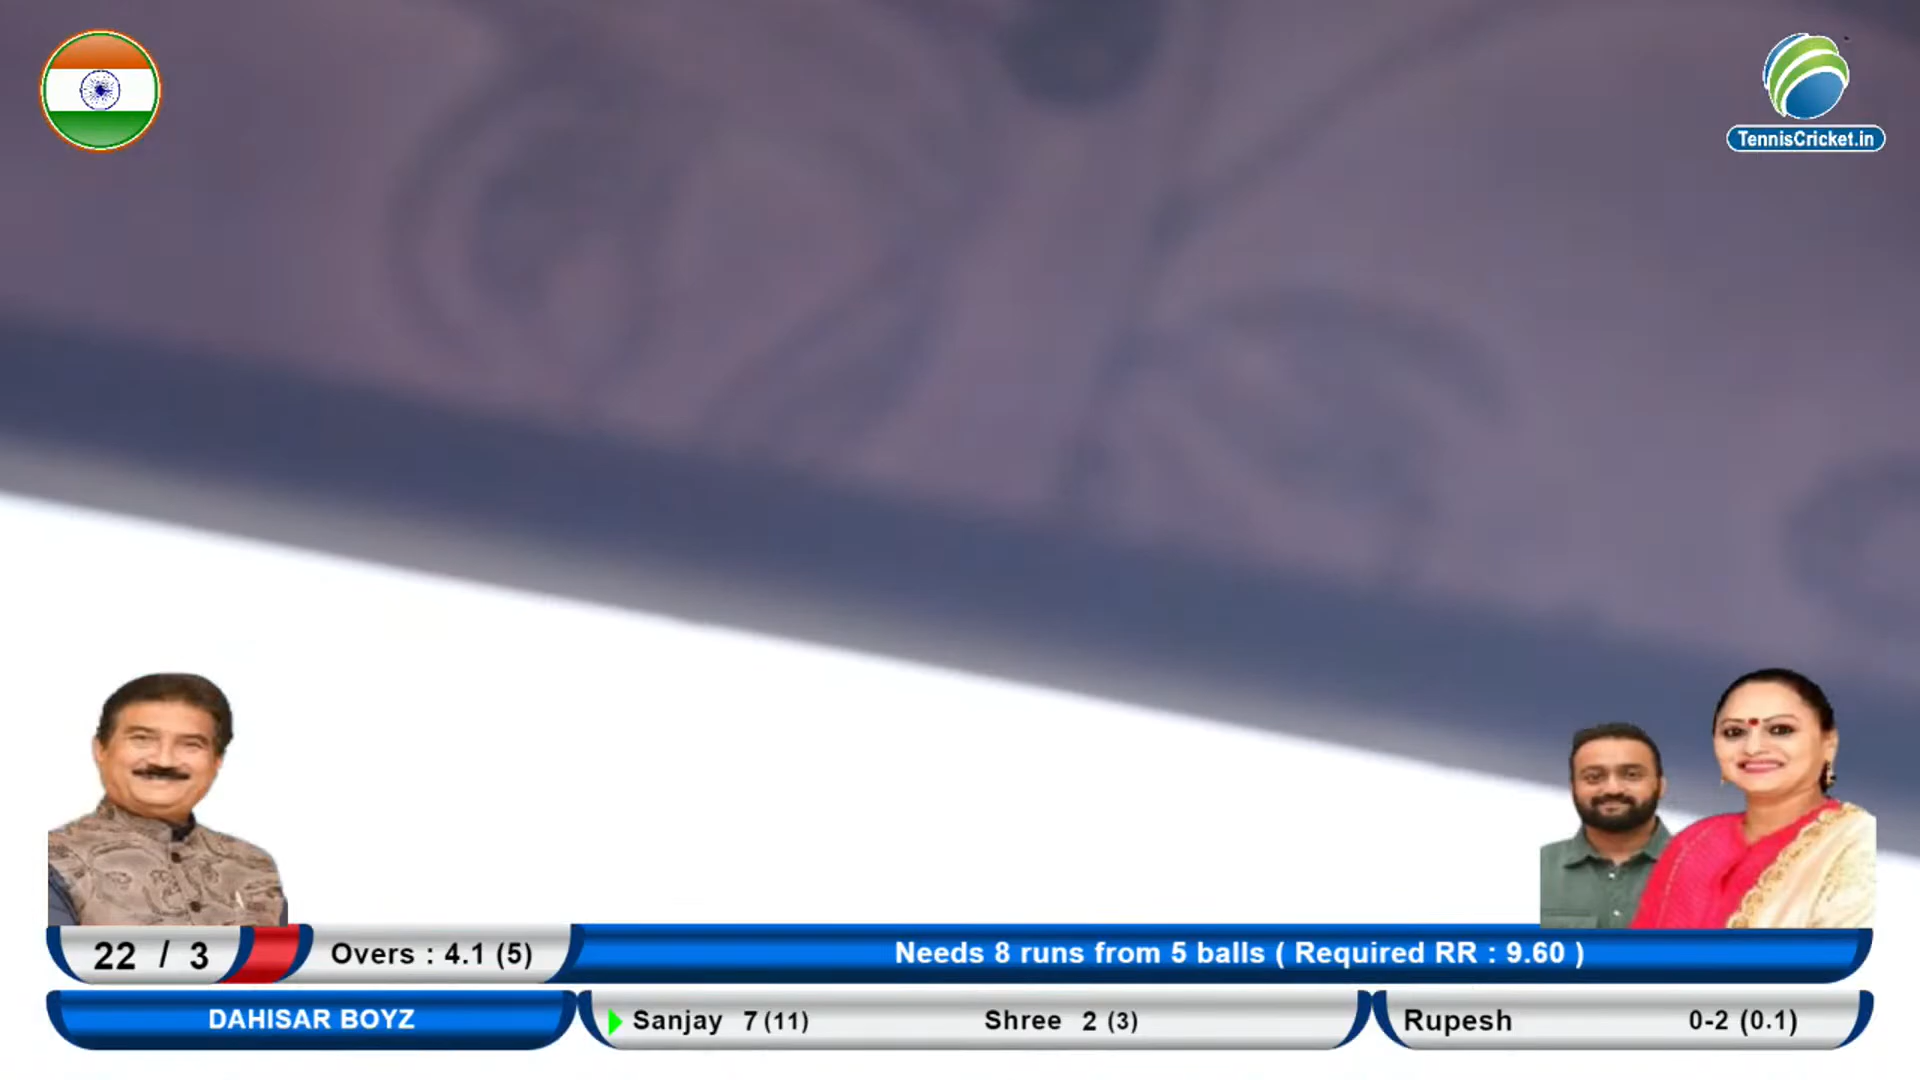 TennisCricket.in
22 / 3
Overs : 4.1 (5)
Needs 8 runs from 5 balls ( Required RR : 9.60 )
DAHISAR BOYZ
Sanjay 7 (11)
Shree 2 (3)
Rupesh
0-2 (0.1)